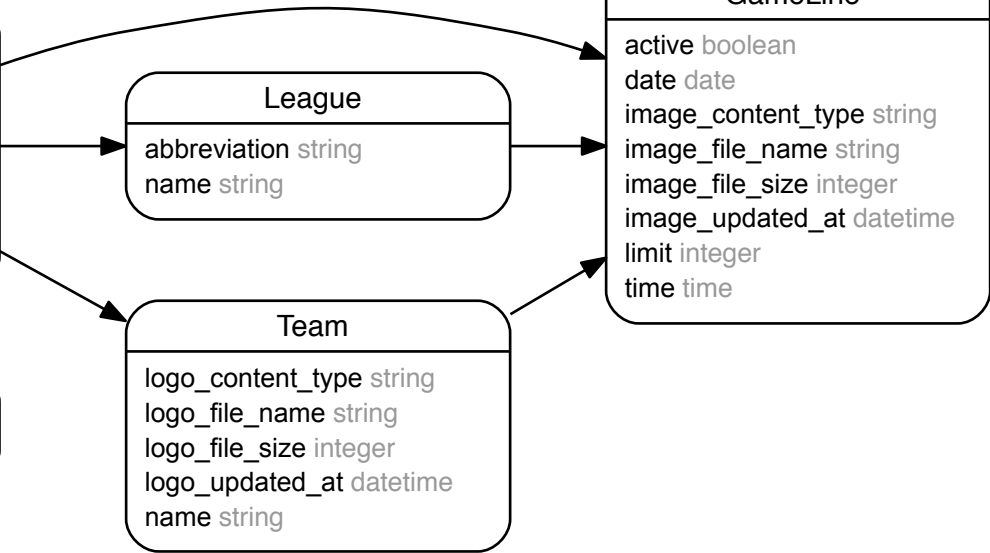 GameLine
active boolean
date date
image_content_type string
image_file_name string
image_file_size integer
image_updated_at datetime
limit integer
time time
League
abbreviation string
name string
Team
logo_content_type string
logo_file_name string
logo_file_size integer
logo_updated_at datetime
name string